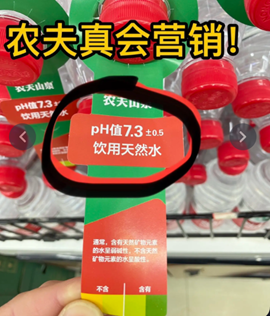 农夫真会营销！
农夫山泉
pH值7.3±0.5
饮用天然水
通常，含有天然矿物元素
的水呈弱碱性，不含天然
矿物元素的水呈酸性。
不含
含有